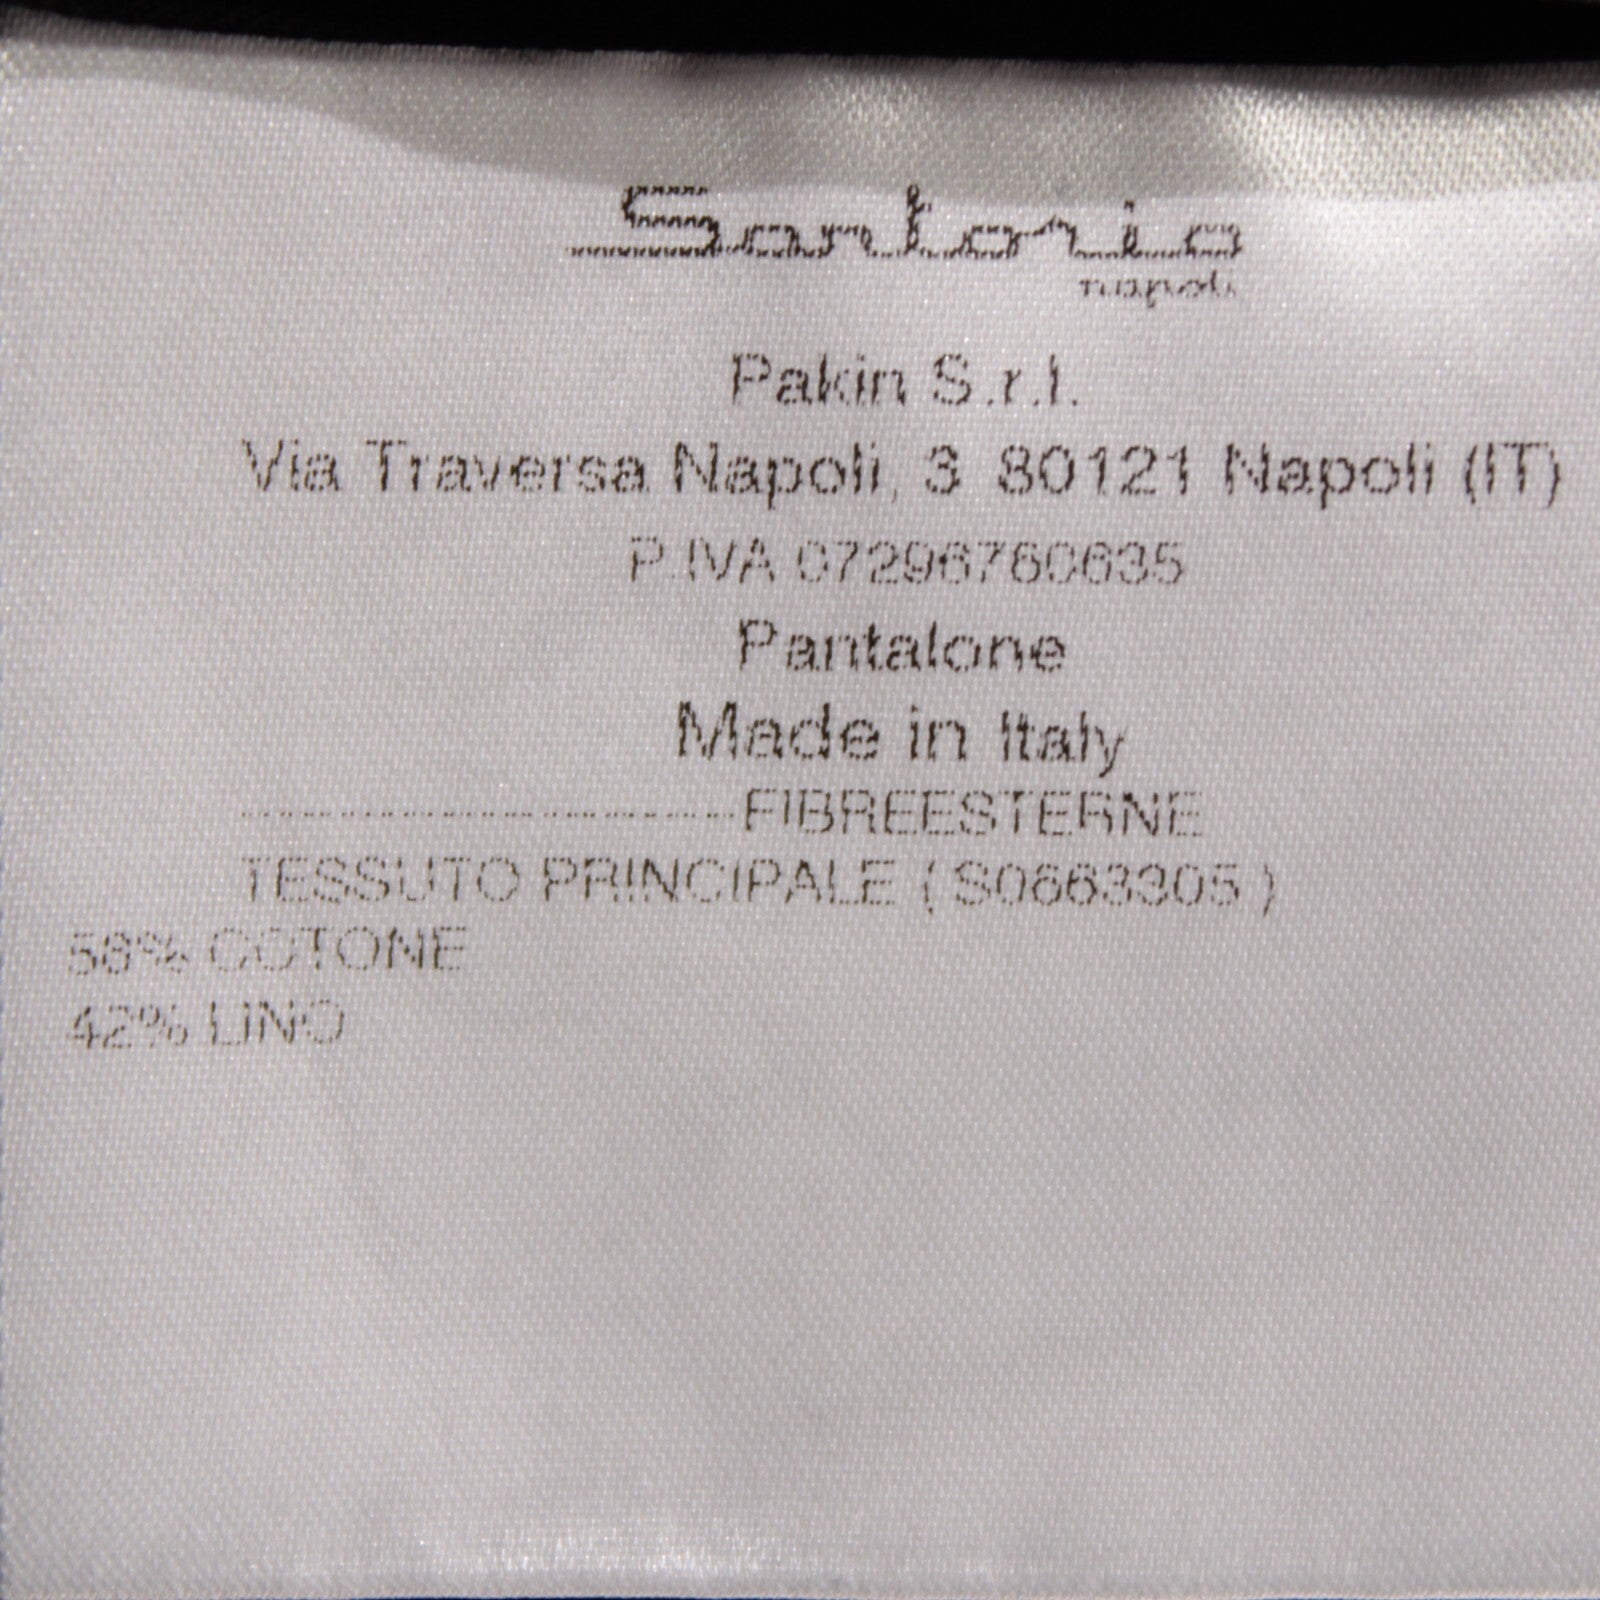 Santonio
napoli
Pakin S.r.l.
Via Traversa Napoli, 3 80121 Napoli (IT)
P.IVA 07296760635
Pantalone
Made in Italy
--------------------------FIBREESTERNE
TESSUTO PRINCIPALE ( S0663305 )
58% COTONE
42% LINO